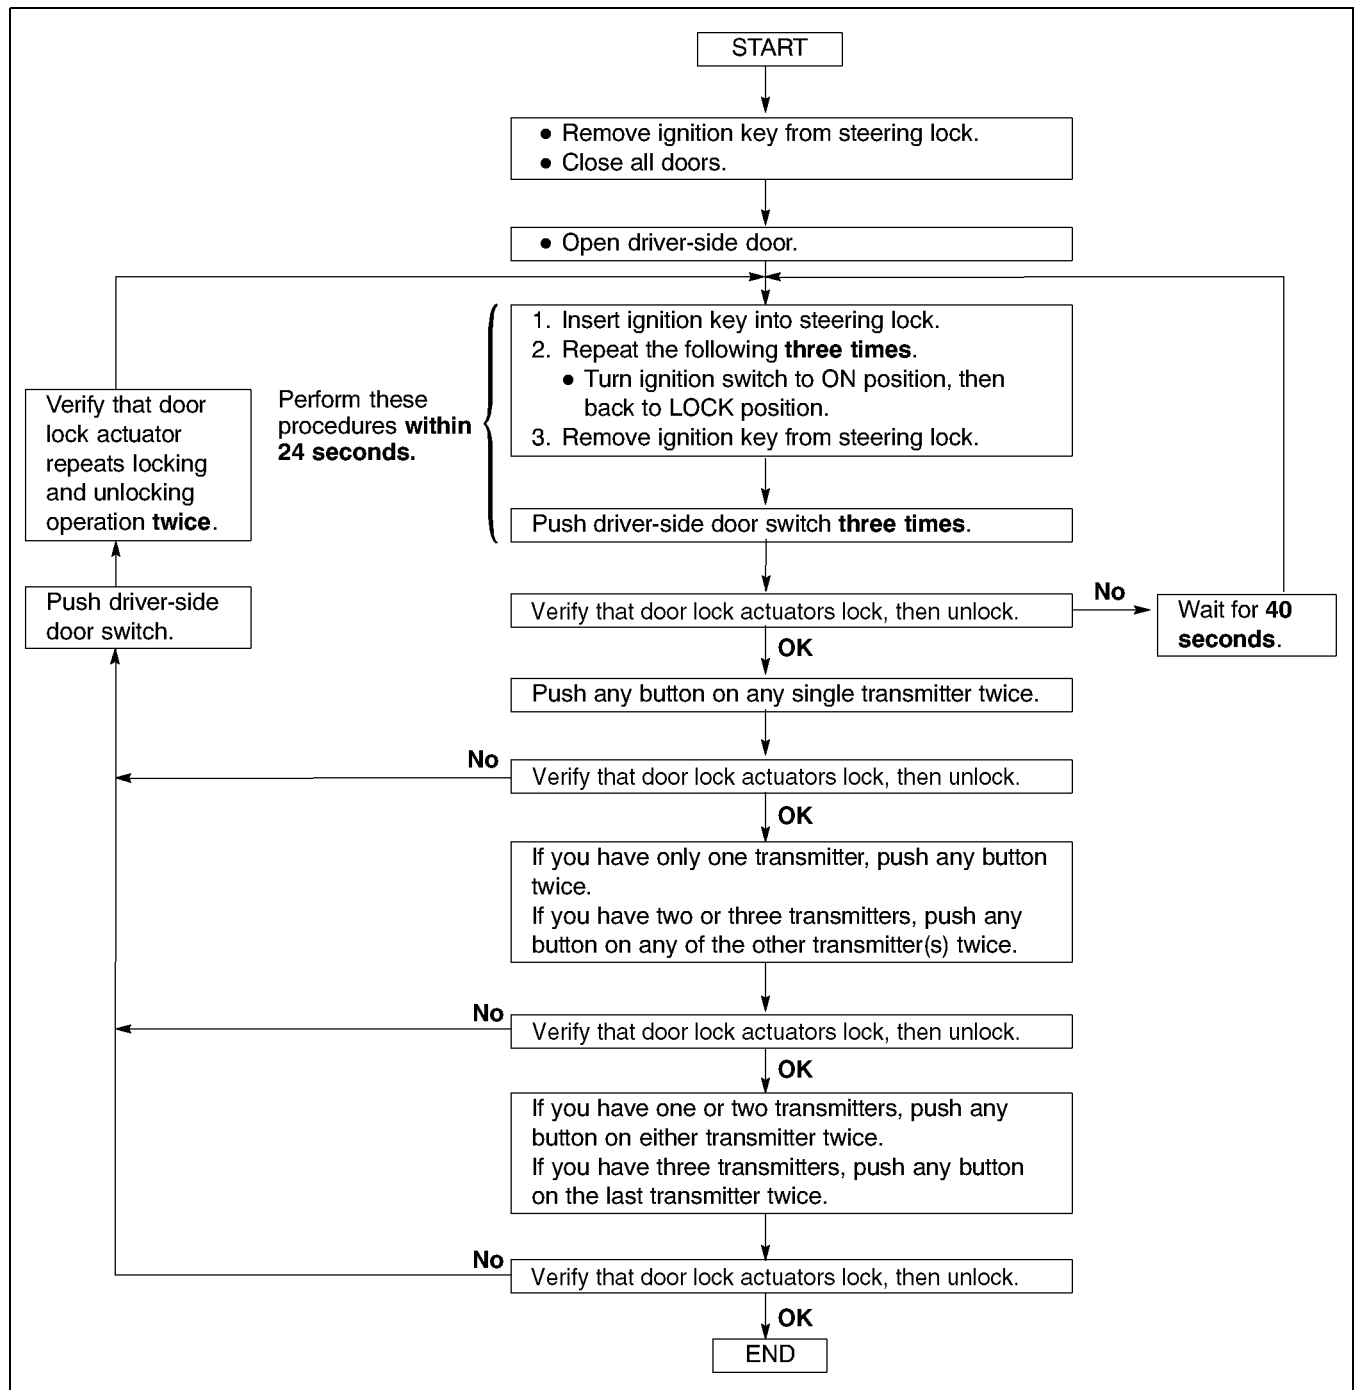 START
● Remove ignition key from steering lock.
● Close all doors.
● Open driver-side door.
1. Insert ignition key into steering lock.
2. Repeat the following three times.
● Turn ignition switch to ON position, then
back to LOCK position.
3. Remove ignition key from steering lock.
Perform these
procedures within
24 seconds.
Verify that door
lock actuator
repeats locking
and unlocking
operation twice.
Push driver-side door switch three times.
Push driver-side
door switch.
Verify that door lock actuators lock, then unlock.
No
Wait for 40
seconds.
OK
Push any button on any single transmitter twice.
No
Verify that door lock actuators lock, then unlock.
OK
If you have only one transmitter, push any button
twice.
If you have two or three transmitters, push any
button on any of the other transmitter(s) twice.
No
Verify that door lock actuators lock, then unlock.
OK
If you have one or two transmitters, push any
button on either transmitter twice.
If you have three transmitters, push any button
on the last transmitter twice.
No
Verify that door lock actuators lock, then unlock.
OK
END